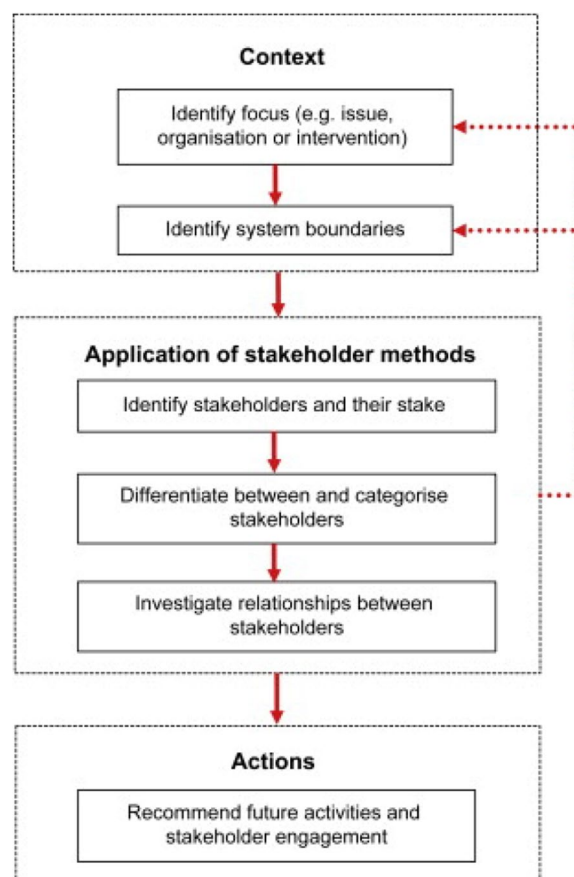 Context
Identify focus (e.g. issue,
organisation or intervention)
Identify system boundaries
Application of stakeholder methods
Identify stakeholders and their stake
Differentiate between and categorise
stakeholders
Investigate relationships between
stakeholders
Actions
Recommend future activities and
stakeholder engagement